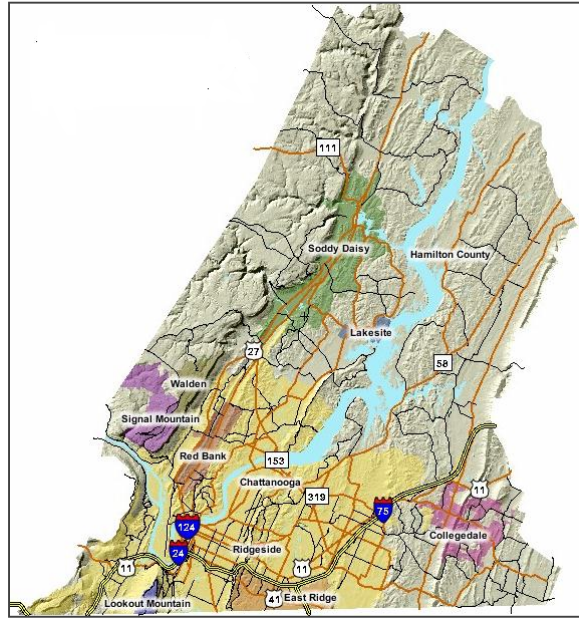 111
Soddy Daisy
Hamilton County
Lakesite
27
58
Walden
Signal Mountain
Red Bank
153
Chattanooga
319
11
75
124
Collegedale
24
Ridgeside
11
11
Lookout Mountain
41
East Ridge